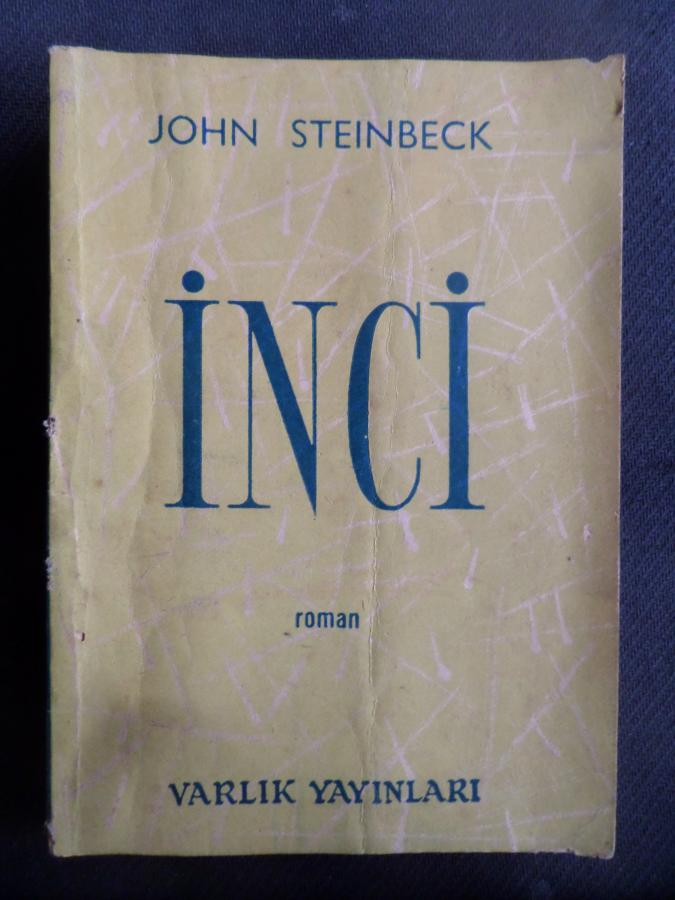 JOHN STEINBECK
İNCİ
roman
VARLIK YAYINLARI